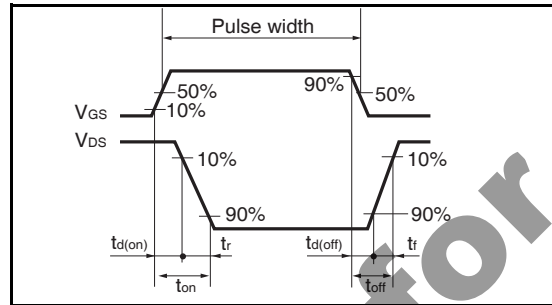 Pulse width
90%
50%
50%
10%
VGS
VDS
10%
10%
90%
90%
td(on)
tr
td(off)
tf
ton
toff
for